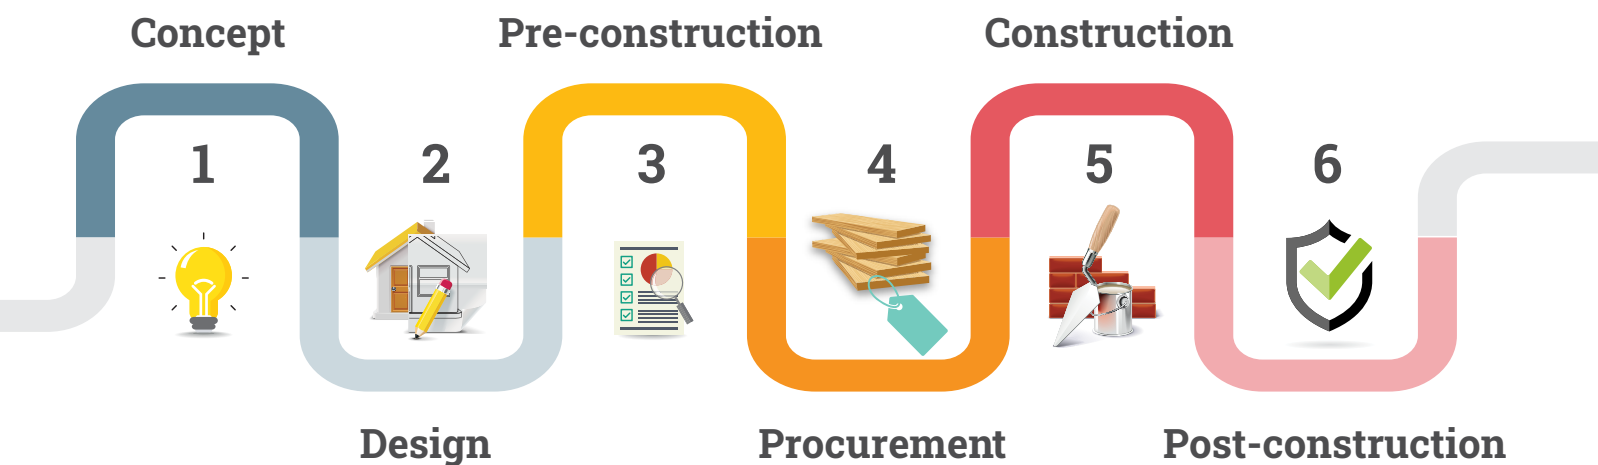 Concept
Pre-construction
Construction
1
2
3
4
5
6
Design
Procurement
Post-construction